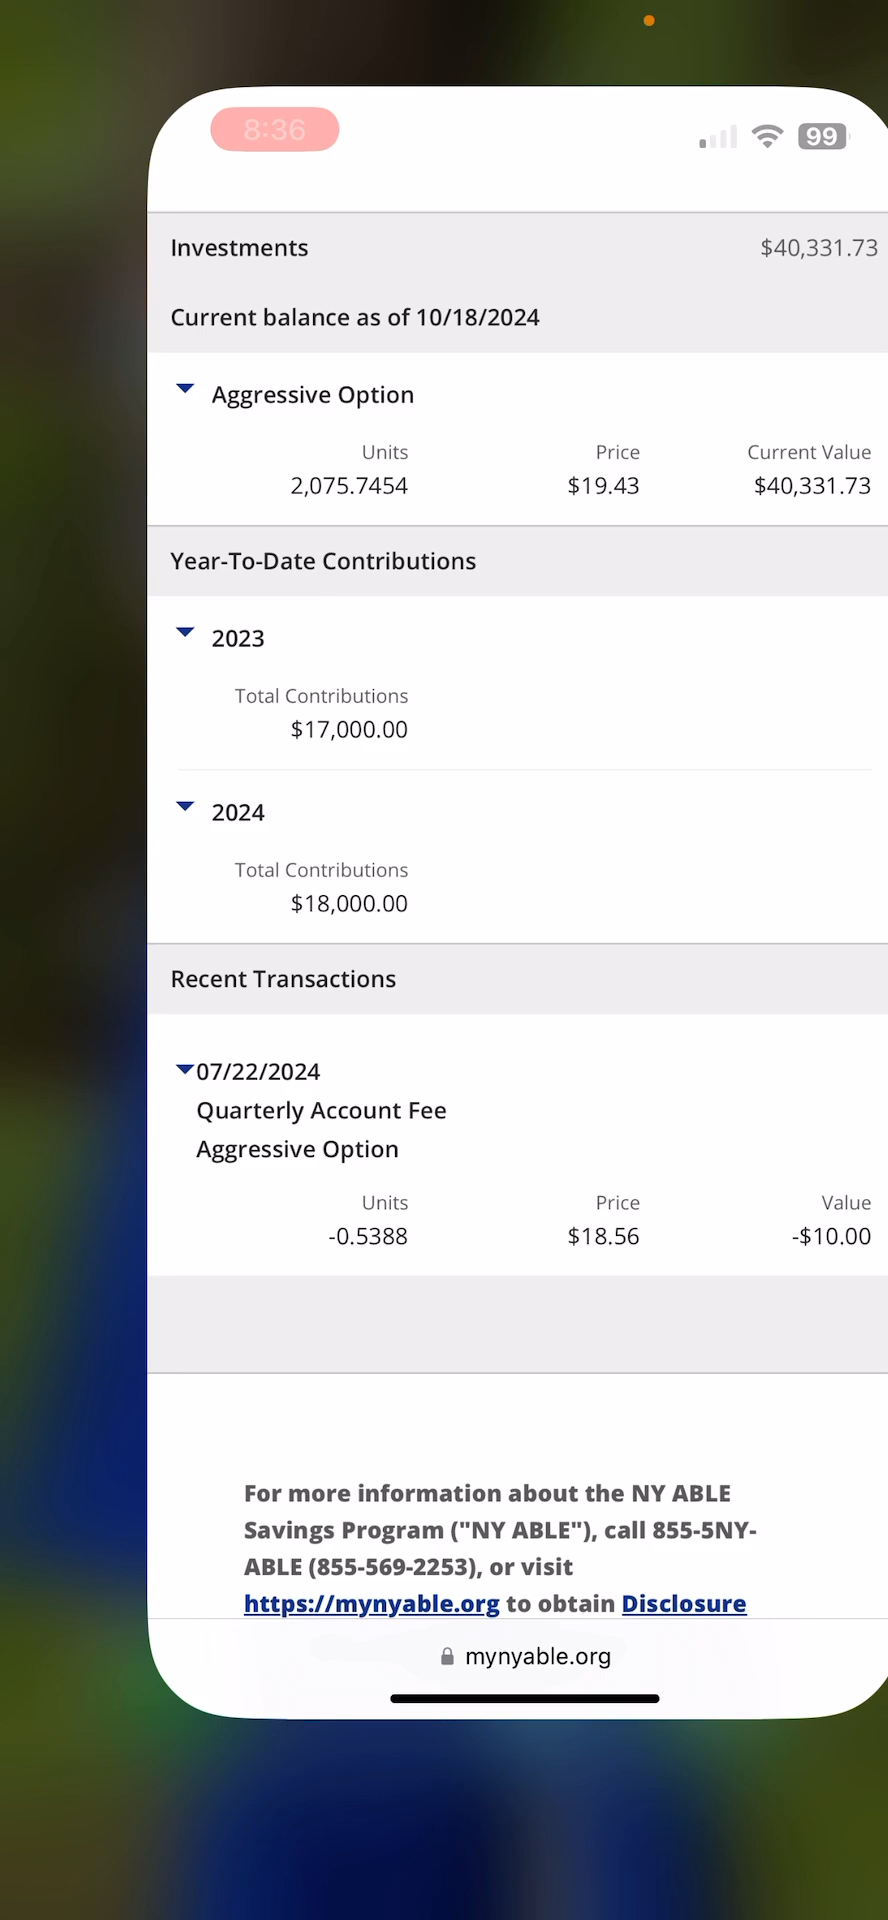 8:36
99
Investments $40,331.73
Current balance as of 10/18/2024
Aggressive Option
Units Price Current Value
2,075.7454 $19.43 $40,331.73
Year-To-Date Contributions
2023
Total Contributions
$17,000.00
2024
Total Contributions
$18,000.00
Recent Transactions
07/22/2024
Quarterly Account Fee
Aggressive Option
Units Price Value
-0.5388 $18.56 -$10.00
For more information about the NY ABLE
Savings Program ("NY ABLE"), call 855-5NY-
ABLE (855-569-2253), or visit
https://mynyable.org to obtain Disclosure
mynyable.org